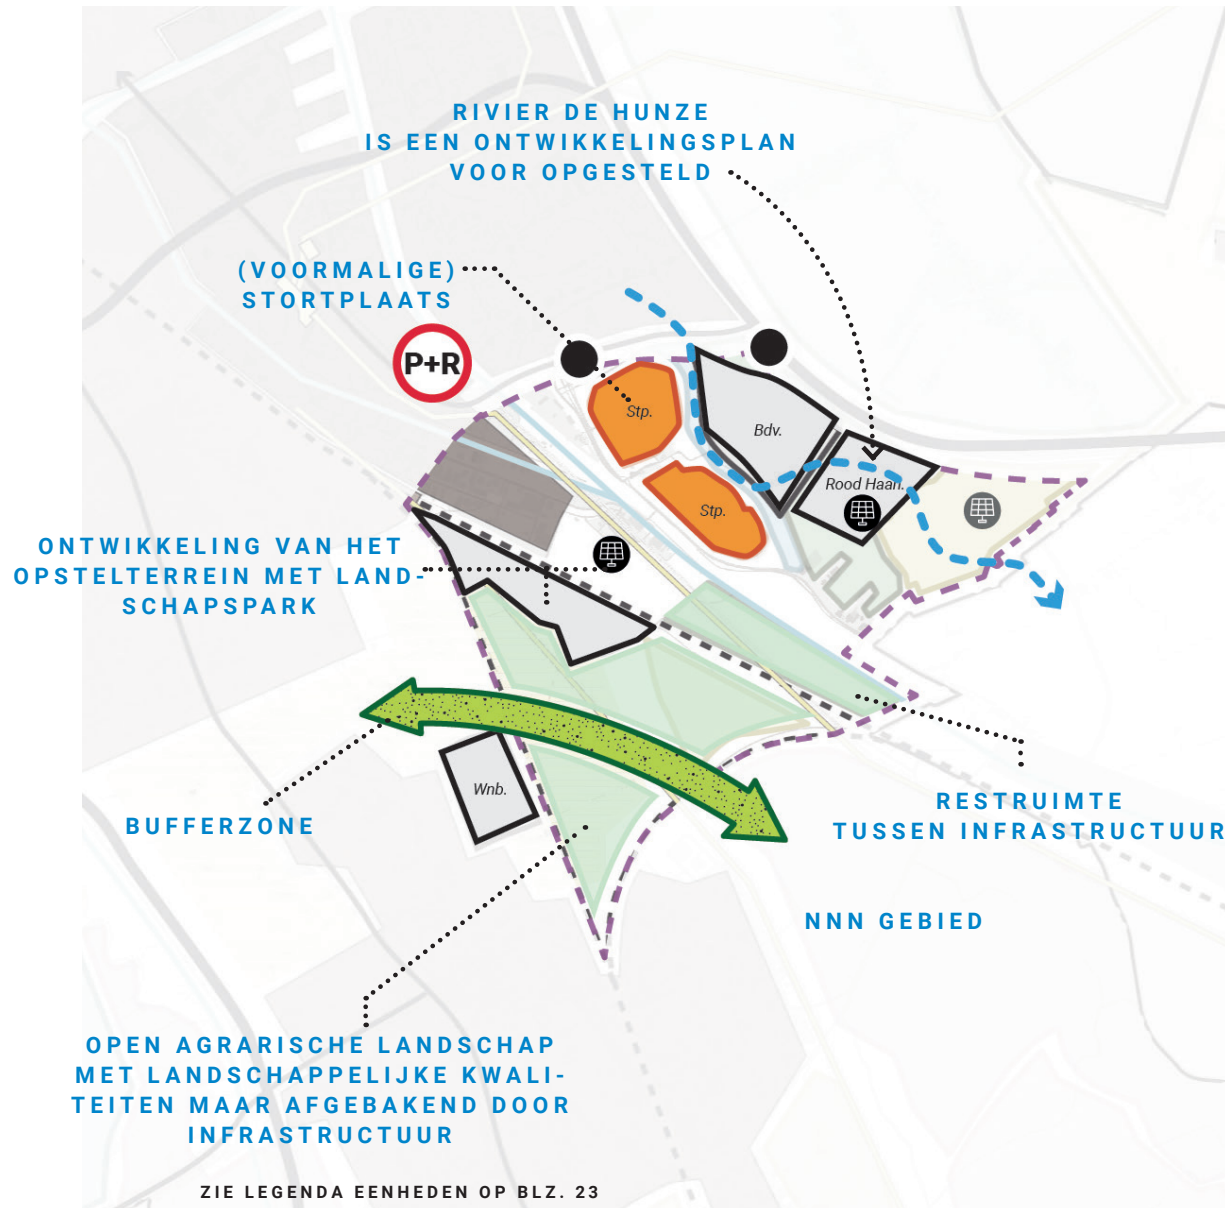 RIVIER DE HUNZE
IS EEN ONTWIKKELINGSPLAN
VOOR OPGESTELD
(VOORMALIGE)
STORTPLAATS
P+R
Stp.
Bdv.
Rood Haan.
Stp.
ONTWIKKELING VAN HET
OPSTELTERREIN MET LAND-
SCHAPSPARK
Wnb.
BUFFERZONE
RESTRUIMTE
TUSSEN INFRASTRUCTUUR
NNN GEBIED
OPEN AGRARISCHE LANDSCHAP
MET LANDSCHAPPELIJKE KWALI-
TEITEN MAAR AFGEBAKEND DOOR
INFRASTRUCTUUR
ZIE LEGENDA EENHEDEN OP BLZ. 23